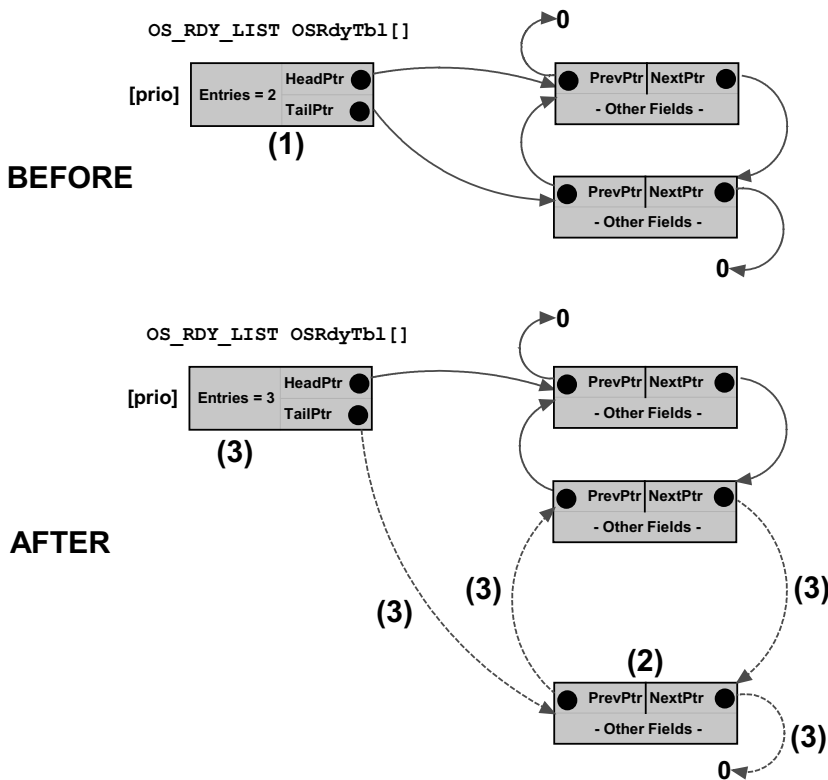 0
OS_RDY_LIST OSRdyTbl[]
[prio]
Entries = 2
HeadPtr
TailPtr
(1)
PrevPtr NextPtr
- Other Fields -
BEFORE
PrevPtr NextPtr
- Other Fields -
0
0
OS_RDY_LIST OSRdyTbl[]
[prio]
Entries = 3
HeadPtr
TailPtr
(3)
PrevPtr NextPtr
- Other Fields -
AFTER
PrevPtr NextPtr
- Other Fields -
(3)
(3)
(3)
(2)
PrevPtr NextPtr
- Other Fields -
(3)
0